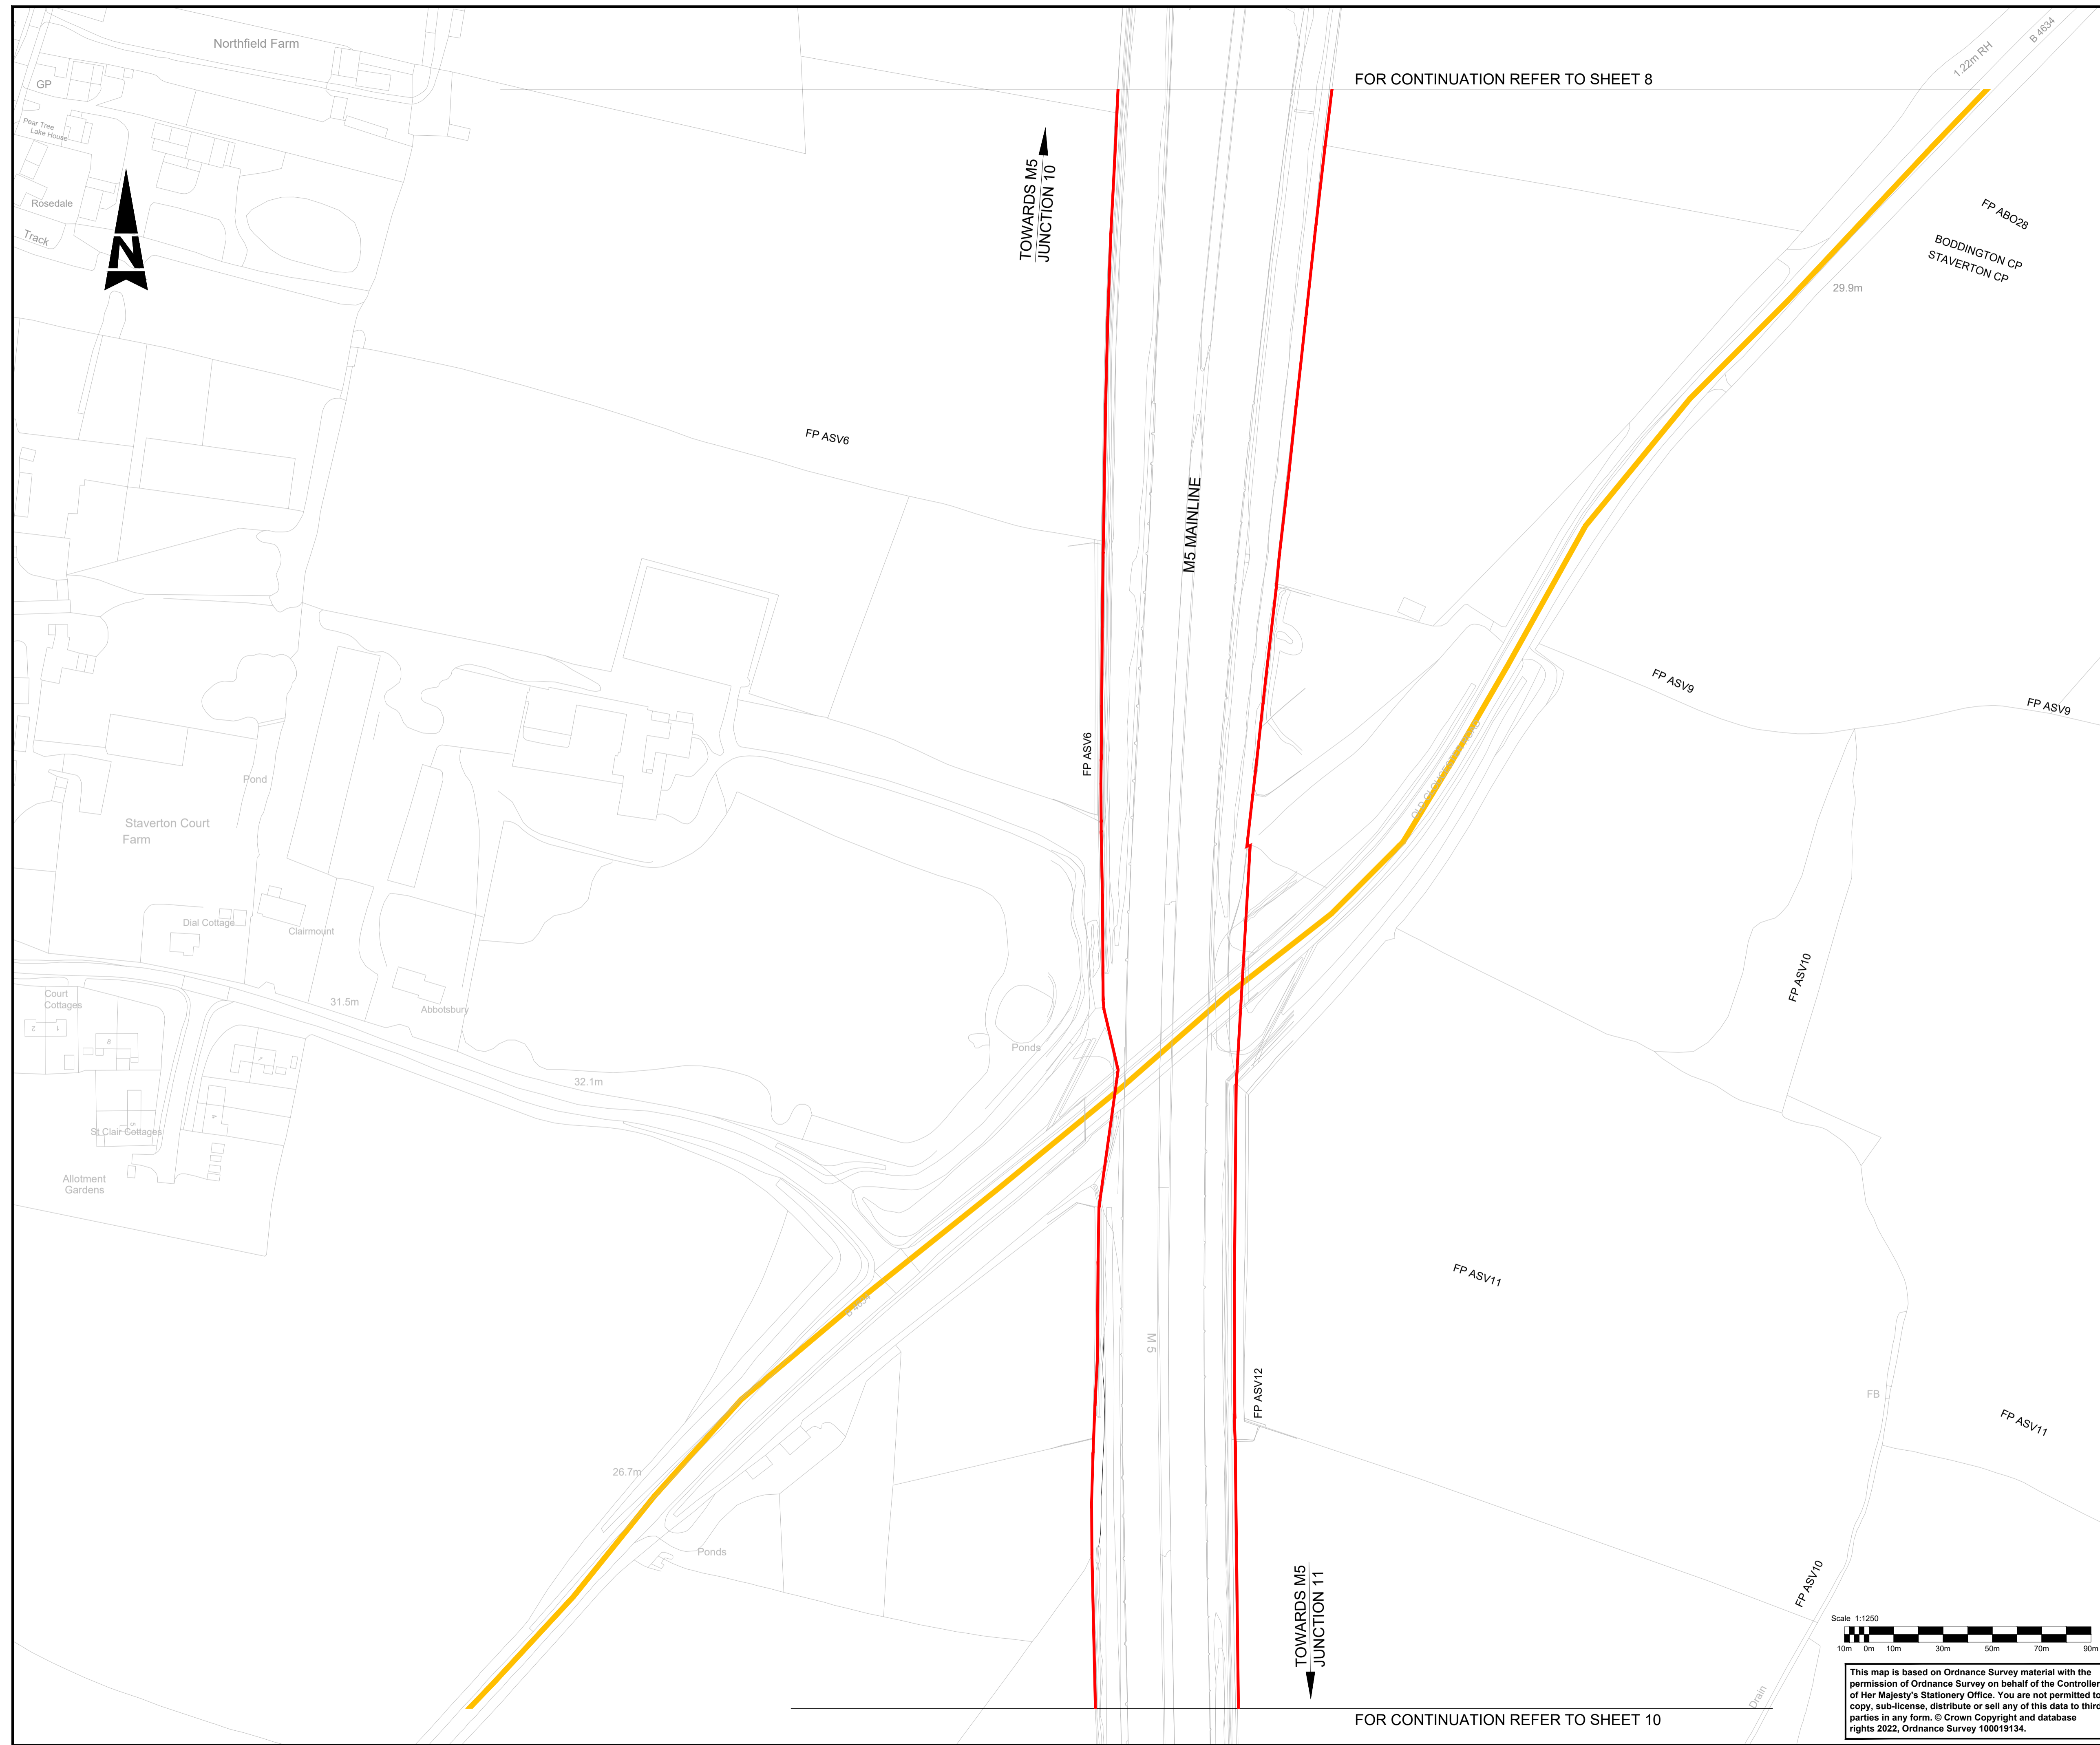 Northfield Farm
GP
Pear Tree
Lake House
Rosedale
Track
N
FOR CONTINUATION REFER TO SHEET 8
1.22m RH
B 4634
TOWARDS M5
JUNCTION 10
FP ABO28
BODDINGTON CP
STAVERTON CP
29.9m
FP ASV6
M5 MAINLINE
FP ASV9
FP ASV9
FP ASV6
Pond
Staverton Court
Farm
Dial Cottage
Clairmount
Court
Cottages
31.5m
Abbotsbury
2
1
Ponds
32.1m
St Clair Cottages
Allotment
Gardens
FP ASV10
FP ASV11
B 4634
M 5
FP ASV12
FB
FP ASV11
26.7m
Ponds
FP ASV10
TOWARDS M5
JUNCTION 11
Drain
FOR CONTINUATION REFER TO SHEET 10
Scale 1:1250
10m 0m 10m 30m 50m 70m 90m
This map is based on Ordnance Survey material with the
permission of Ordnance Survey on behalf of the Controller
of Her Majesty's Stationery Office. You are not permitted to
copy, sub-license, distribute or sell any of this data to third
parties in any form. © Crown Copyright and database
rights 2022, Ordnance Survey 100019134.